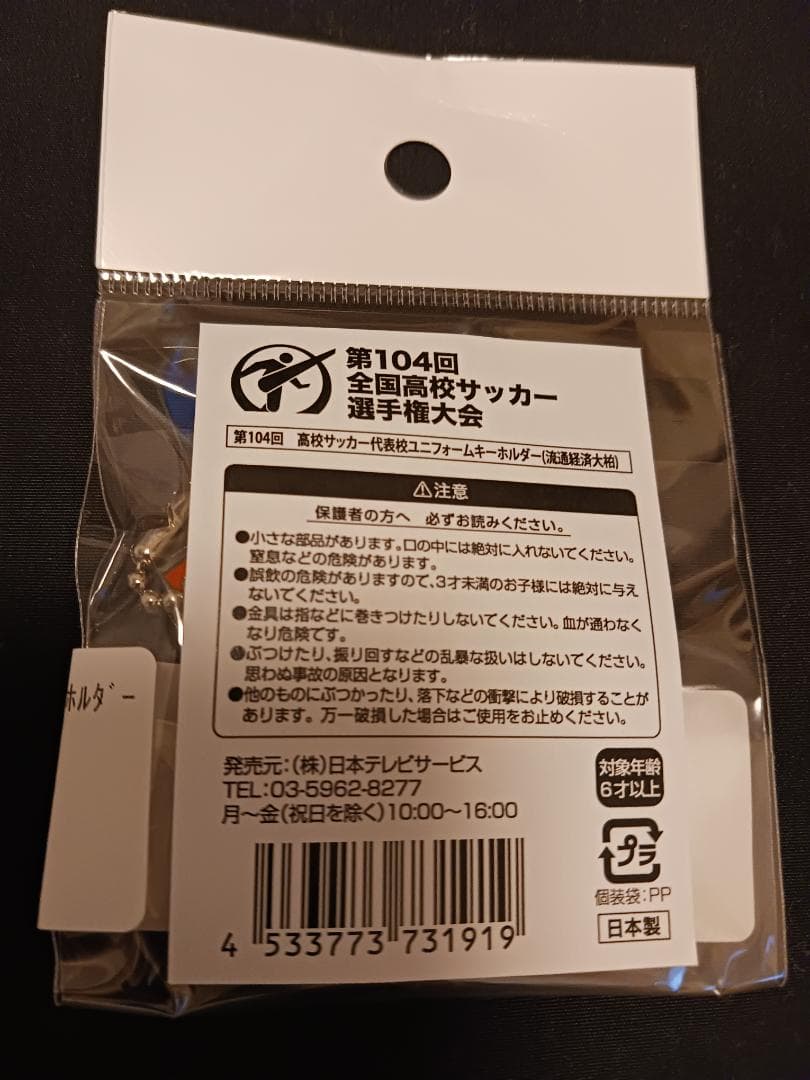 第104回
全国高校サッカー
選手権大会
第104回 高校サッカー代表校ユニフォームキーホルダー(流通経済大柏)
⚠注意
保護者の方へ 必ずお読みください。
●小さな部品があります。口の中には絶対に入れないでください。
窒息などの危険があります。
●誤飲の危険がありますので、3才未満のお子様には絶対に与え
ないでください。
●金具は指などに巻きつけたりしないでください。血が通わなく
なり危険です。
●ぶつけたり、振り回すなどの乱暴な扱いはしないでください。
思わぬ事故の原因となります。
●他のものにぶつかったり、落下などの衝撃により破損することが
あります。万一破損した場合はご使用をお止めください。
ホルダー
発売元:(株)日本テレビサービス
TEL:03-5962-8277
月～金(祝日を除く)10:00～16:00
対象年齢
6才以上
プラ
個装袋:PP
日本製
4 533773 731919